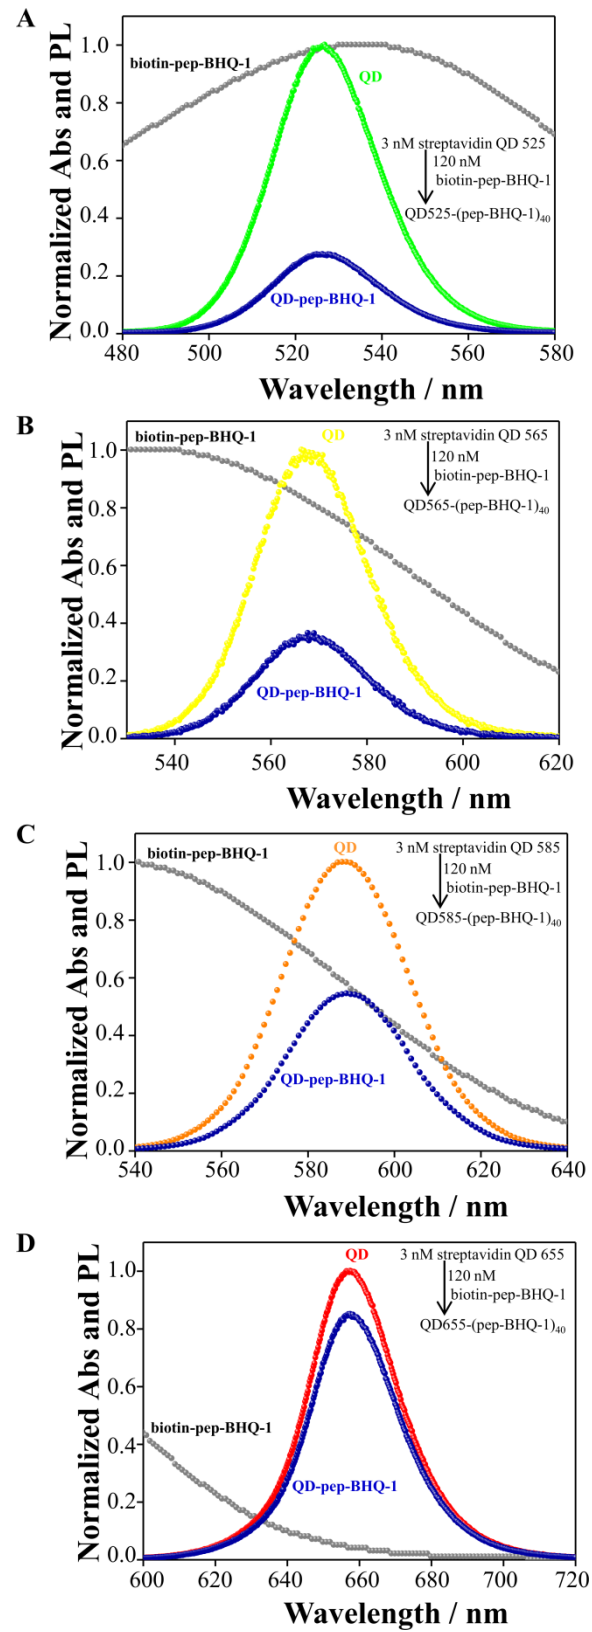 A
Normalized Abs and PL
1.0
0.8
0.6
0.4
0.2
0.0
biotin-pep-BHQ-1
QD
3 nM streptavidin QD 525
120 nM
biotin-pep-BHQ-1
QD525-(pep-BHQ-1)40
QD-pep-BHQ-1
480 500 520 540 560 580
Wavelength / nm
B
Normalized Abs and PL
1.0
0.8
0.6
0.4
0.2
0.0
biotin-pep-BHQ-1
QD
3 nM streptavidin QD 565
120 nM
biotin-pep-BHQ-1
QD565-(pep-BHQ-1)40
QD-pep-BHQ-1
540 560 580 600 620
Wavelength / nm
C
Normalized Abs and PL
1.0
0.8
0.6
0.4
0.2
0.0
biotin-pep-BHQ-1
QD
3 nM streptavidin QD 585
120 nM
biotin-pep-BHQ-1
QD585-(pep-BHQ-1)40
QD-pep-BHQ-1
540 560 580 600 620 640
Wavelength / nm
D
Normalized Abs and PL
1.0
0.8
0.6
0.4
0.2
0.0
QD
3 nM streptavidin QD 655
120 nM
biotin-pep-BHQ-1
QD655-(pep-BHQ-1)40
biotin-pep-BHQ-1
QD-pep-BHQ-1
600 620 640 660 680 700 720
Wavelength / nm